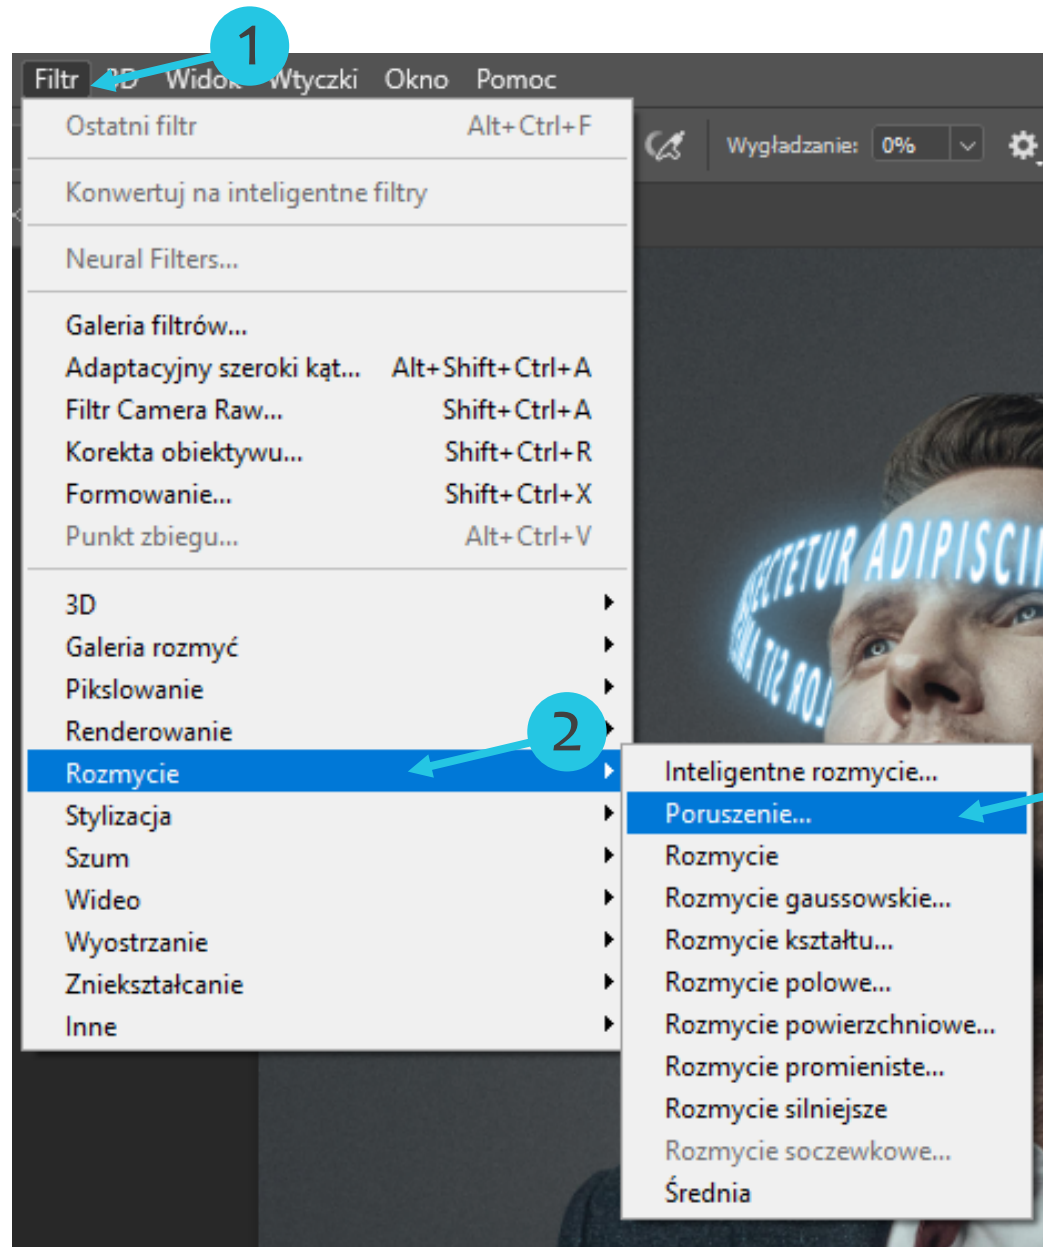 1
Filtr 3D Widok Wtyczki Okno Pomoc
Ostatni filtr Alt+Ctrl+F
Wygładzanie: 0%
Konwertuj na inteligentne filtry
Neural Filters...
Galeria filtrów...
Adaptacyjny szeroki kąt... Alt+Shift+Ctrl+A
Filtr Camera Raw... Shift+Ctrl+A
Korekta obiektywu... Shift+Ctrl+R
Formowanie... Shift+Ctrl+X
Punkt zbiegu... Alt+Ctrl+V
ADIPISCIN
SIT
3D
Galeria rozmyć
Pikslowanie
Renderowanie
2
Rozmycie
Stylizacja
Szum
Wideo
Wyostrzanie
Zniekształcanie
Inne
Inteligentne rozmycie...
Poruszenie...
Rozmycie
Rozmycie gaussowskie...
Rozmycie kształtu...
Rozmycie polowe...
Rozmycie powierzchniowe...
Rozmycie promieniste...
Rozmycie silniejsze
Rozmycie soczewkowe...
Średnia